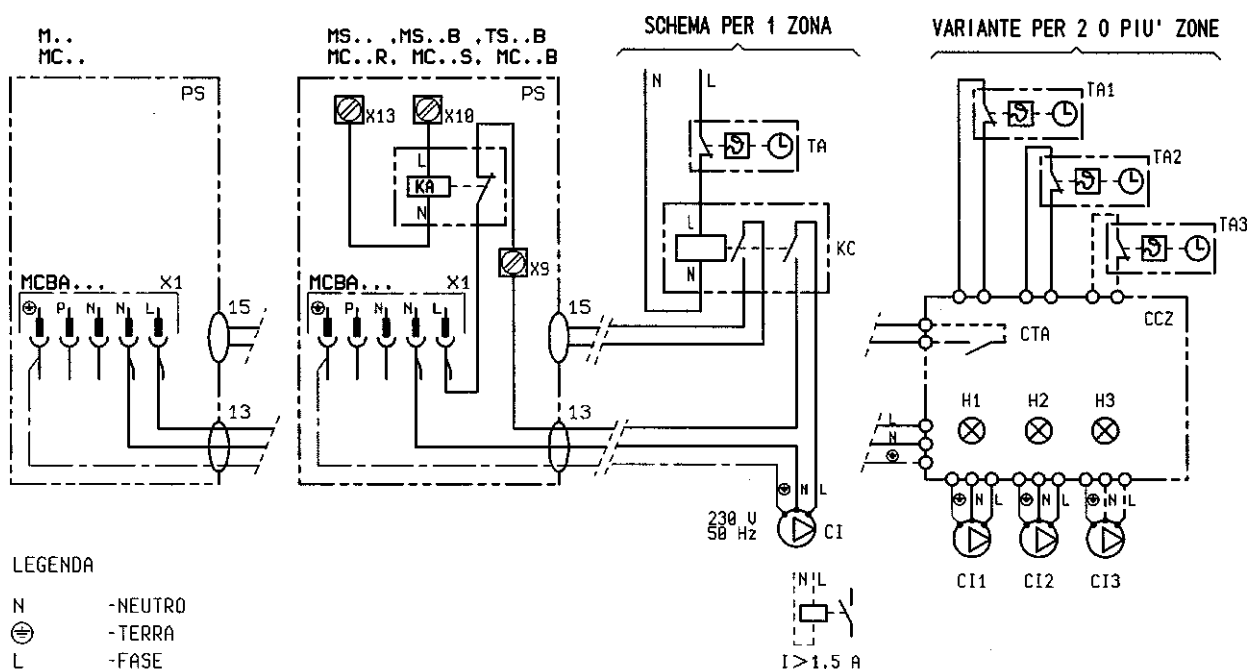 M..
MC..
PS
MCBA... X1
P N N L
15
13
MS.. ,MS..B ,TS..B
MC..R, MC..S, MC..B
PS
X13
X10
L
KA
N
X9
MCBA... X1
P N N L
15
13
SCHEMA PER 1 ZONA
N L
TA
L
N
KC
N L
230 V
50 Hz
CI
N L
I>1.5 A
VARIANTE PER 2 O PIU' ZONE
TA1
TA2
TA3
CCZ
CTA
H1 H2 H3
L
N
N L N L N L
CI1 CI2 CI3
LEGENDA
N -NEUTRO
-TERRA
L -FASE